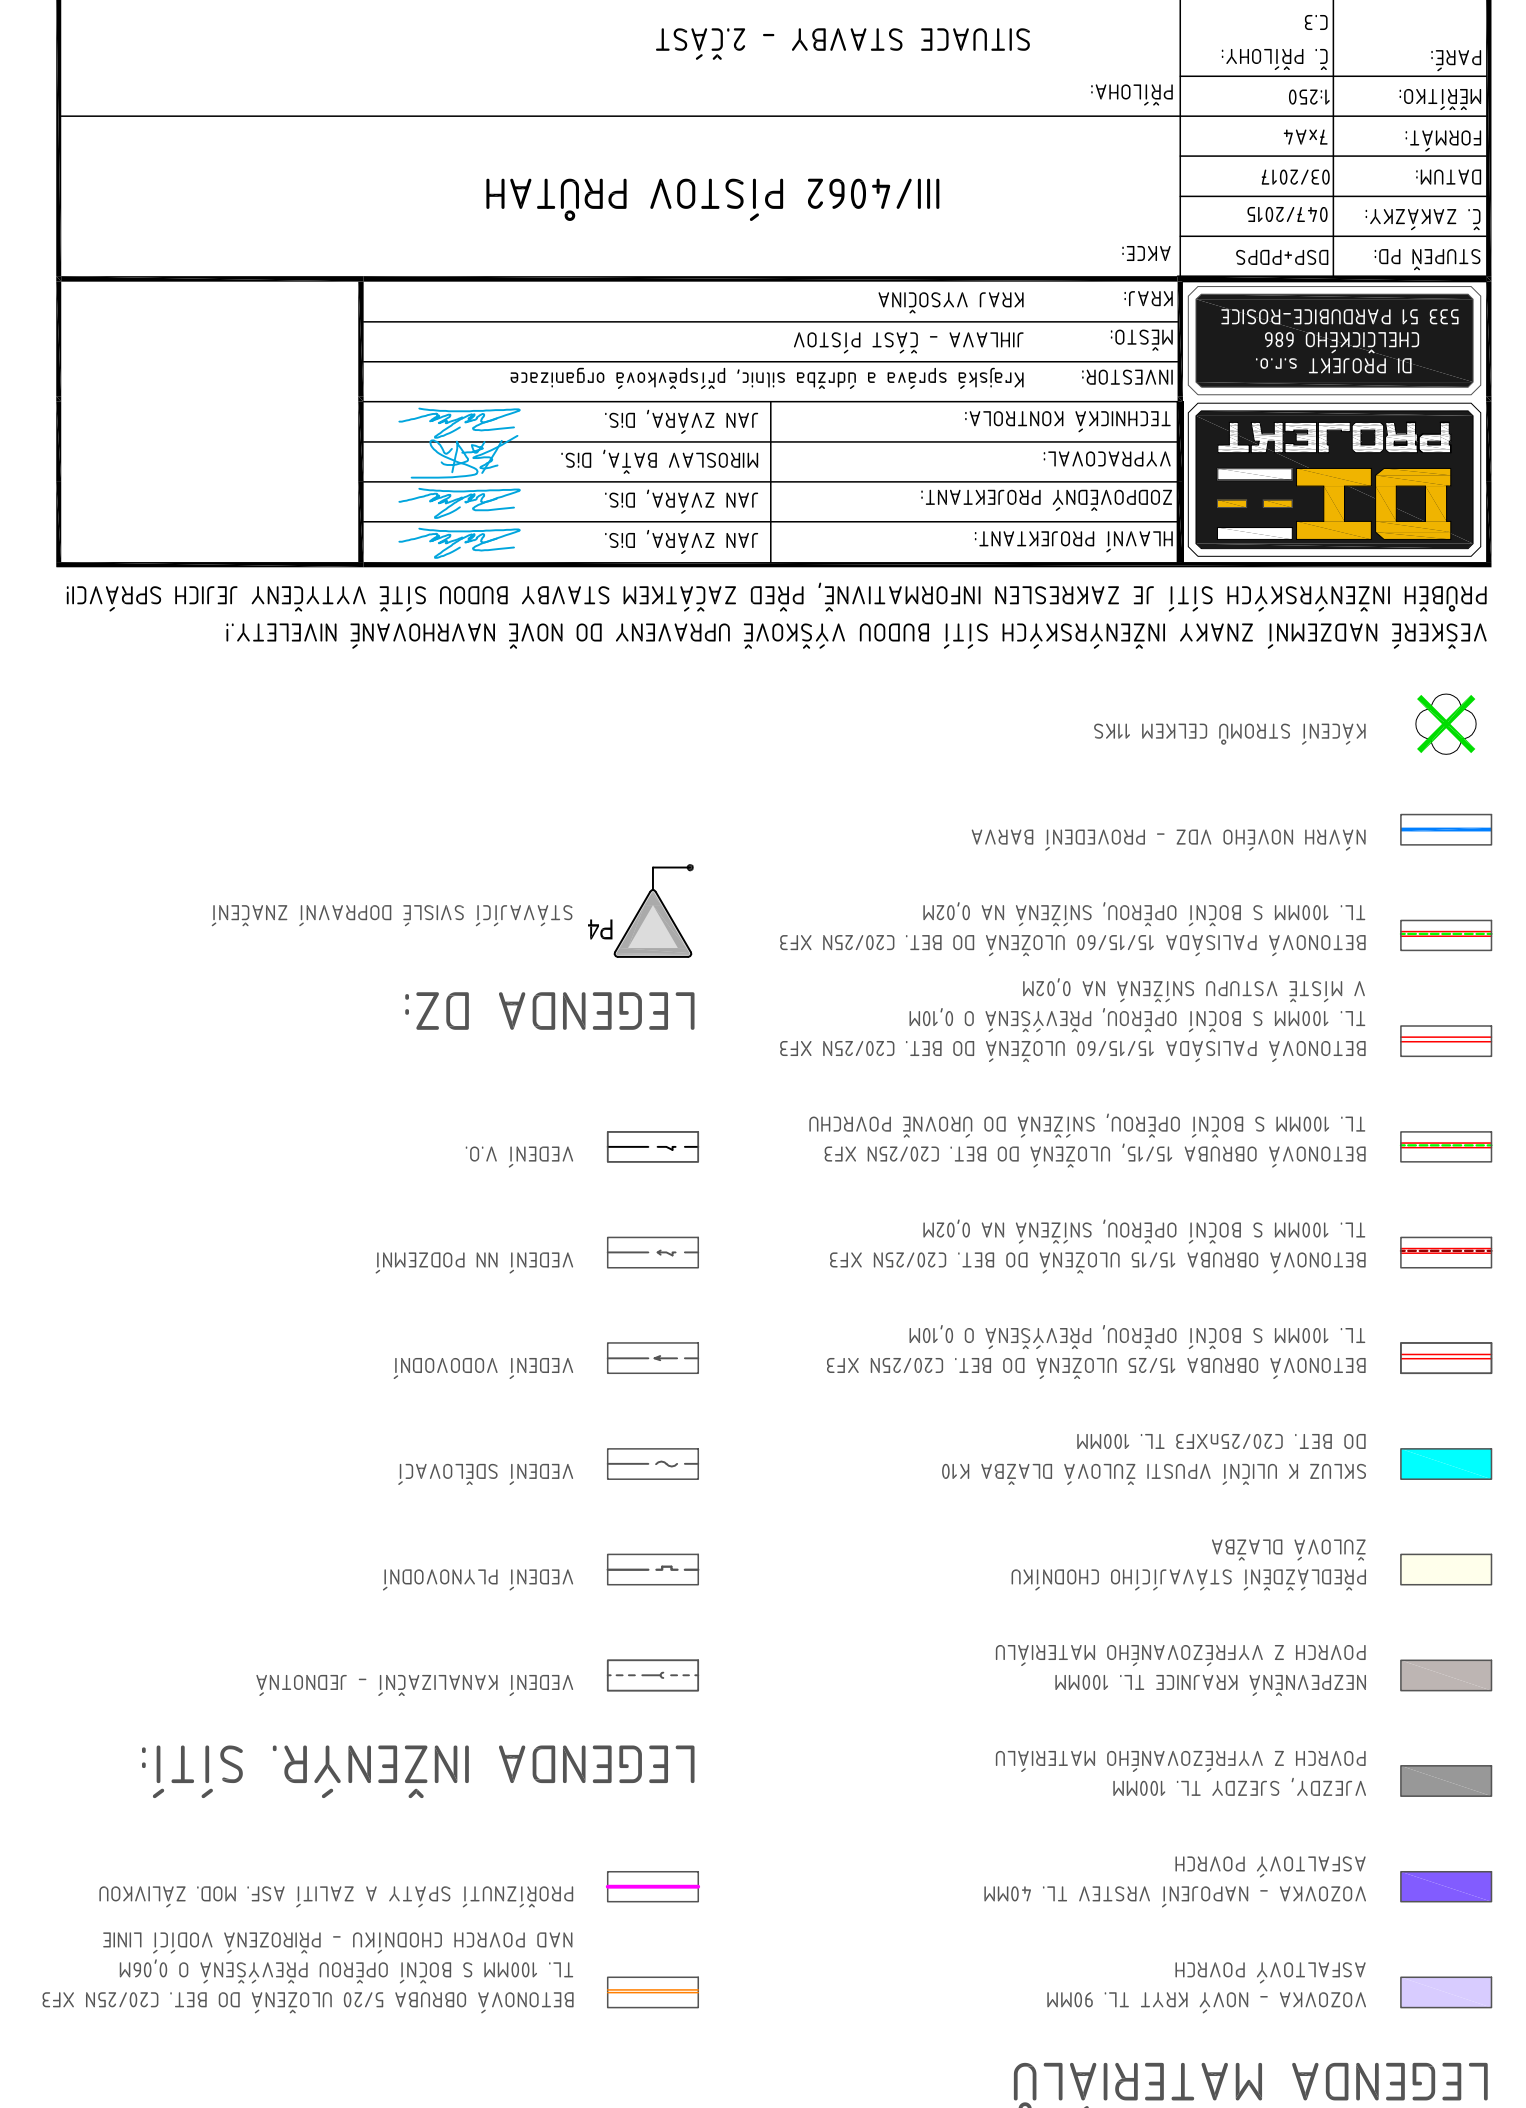 LEGENDA MATERIÁLŮ
VOZOVKA – NOVÝ KRYT TL. 90MM
ASFALTOVÝ POVRCH
VOZOVKA – NAPOJENÍ VRSTEV TL. 40MM
ASFALTOVÝ POVRCH
VJEZDY, SJEZDY TL. 100MM
POVRCH Z VYFRÉZOVANÉHO MATERIÁLU
NEZPEVNĚNÁ KRAJNICE TL. 100MM
POVRCH Z VYFRÉZOVANÉHO MATERIÁLU
PŘEDLÁŽDĚNÍ STÁVAJÍCÍHO CHODNÍKU
ŽULOVÁ DLAŽBA
SKLUZ K ULIČNÍ VPUSTI ŽULOVÁ DLAŽBA K10
DO BET. C20/25nXF3 TL. 100MM
BETONOVÁ OBRUBA 15/25 ULOŽENÁ DO BET. C20/25N XF3
TL. 100MM S BOČNÍ OPĚROU, PŘEVÝŠENÁ O 0,10M
BETONOVÁ OBRUBA 15/15 ULOŽENÁ DO BET. C20/25N XF3
TL. 100MM S BOČNÍ OPĚROU, SNÍŽENÁ NA 0,02M
BETONOVÁ OBRUBA 15/15, ULOŽENÁ DO BET. C20/25N XF3
TL. 100MM S BOČNÍ OPĚROU, SNÍŽENÁ DO ÚROVNĚ POVRCHU
BETONOVÁ PALISÁDA 15/15/60 ULOŽENÁ DO BET. C20/25N XF3
TL. 100MM S BOČNÍ OPĚROU, PŘEVÝŠENÁ O 0,10M
V MÍSTĚ VSTUPU SNÍŽENÁ NA 0,02M
BETONOVÁ PALISÁDA 15/15/60 ULOŽENÁ DO BET. C20/25N XF3
TL. 100MM S BOČNÍ OPĚROU, SNÍŽENÁ NA 0,02M
NÁVRH NOVÉHO VDZ – PROVEDENÍ BARVA
KÁCENÍ STROMŮ CELKEM 11KS
BETONOVÁ OBRUBA 5/20 ULOŽENÁ DO BET. C20/25N XF3
TL. 100MM S BOČNÍ OPĚROU PŘEVÝŠENÁ O 0,06M
NAD POVRCH CHODNÍKU – PŘIROZENÁ VODÍCÍ LINIE
PROŘÍZNUTÍ SPÁTY A ZALITÍ ASF. MOD. ZÁLIVKOU
LEGENDA INŽENÝR. SÍTÍ:
VEDENÍ KANALIZAČNÍ – JEDNOTNÁ
VEDENÍ PLYNOVODNÍ
VEDENÍ SDĚLOVACÍ
VEDENÍ VODOVODNÍ
VEDENÍ NN PODZEMNÍ
VEDENÍ V.O.
LEGENDA DZ:
P4
STÁVAJÍCÍ SVISLÉ DOPRAVNÍ ZNAČENÍ
VEŠKERÉ NADZEMNÍ ZNAKY INŽENÝRSKÝCH SÍTÍ BUDOU VÝŠKOVĚ UPRAVENY DO NOVĚ NAVRHOVANÉ NIVELETY.!
PRŮBĚH INŽENÝRSKÝCH SÍTÍ JE ZAKRESLEN INFORMATIVNĚ, PŘED ZAČÁTKEM STAVBY BUDOU SÍTĚ VYTYČENY JEJICH SPRÁVCI!
DI
PROJEKT
DI PROJEKT s.r.o.
CHELČICKÉHO 686
533 51 PARDUBICE-ROSICE
HLAVNÍ PROJEKTANT: JAN ZVÁRA, DiS.
ZODPOVĚDNÝ PROJEKTANT: JAN ZVÁRA, DiS.
VYPRACOVAL: MIROSLAV BAŤA, DiS.
TECHNICKÁ KONTROLA: JAN ZVÁRA, DiS.
INVESTOR: Krajská správa a údržba silnic, příspěvková organizace
MĚSTO: JIHLAVA – ČÁST PÍSTOV
KRAJ: KRAJ VYSOČINA
STUPEŇ PD: DSP+PDPS
Č. ZAKÁZKY: 047/2015
DATUM: 03/2017
FORMÁT: 7xA4
MĚŘÍTKO: 1:250
PARÉ: Č. PŘÍLOHY:
C.3
AKCE:
III/4062 PÍSTOV PRŮTAH
PŘÍLOHA:
SITUACE STAVBY – 2.ČÁST